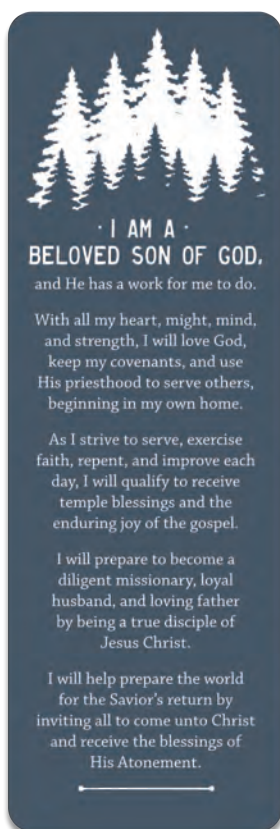 · I AM A ·
BELOVED SON OF GOD,
and He has a work for me to do.
With all my heart, might, mind,
and strength, I will love God,
keep my covenants, and use
His priesthood to serve others,
beginning in my own home.
As I strive to serve, exercise
faith, repent, and improve each
day, I will qualify to receive
temple blessings and the
enduring joy of the gospel.
I will prepare to become a
diligent missionary, loyal
husband, and loving father
by being a true disciple of
Jesus Christ.
I will help prepare the world
for the Savior’s return by
inviting all to come unto Christ
and receive the blessings of
His Atonement.